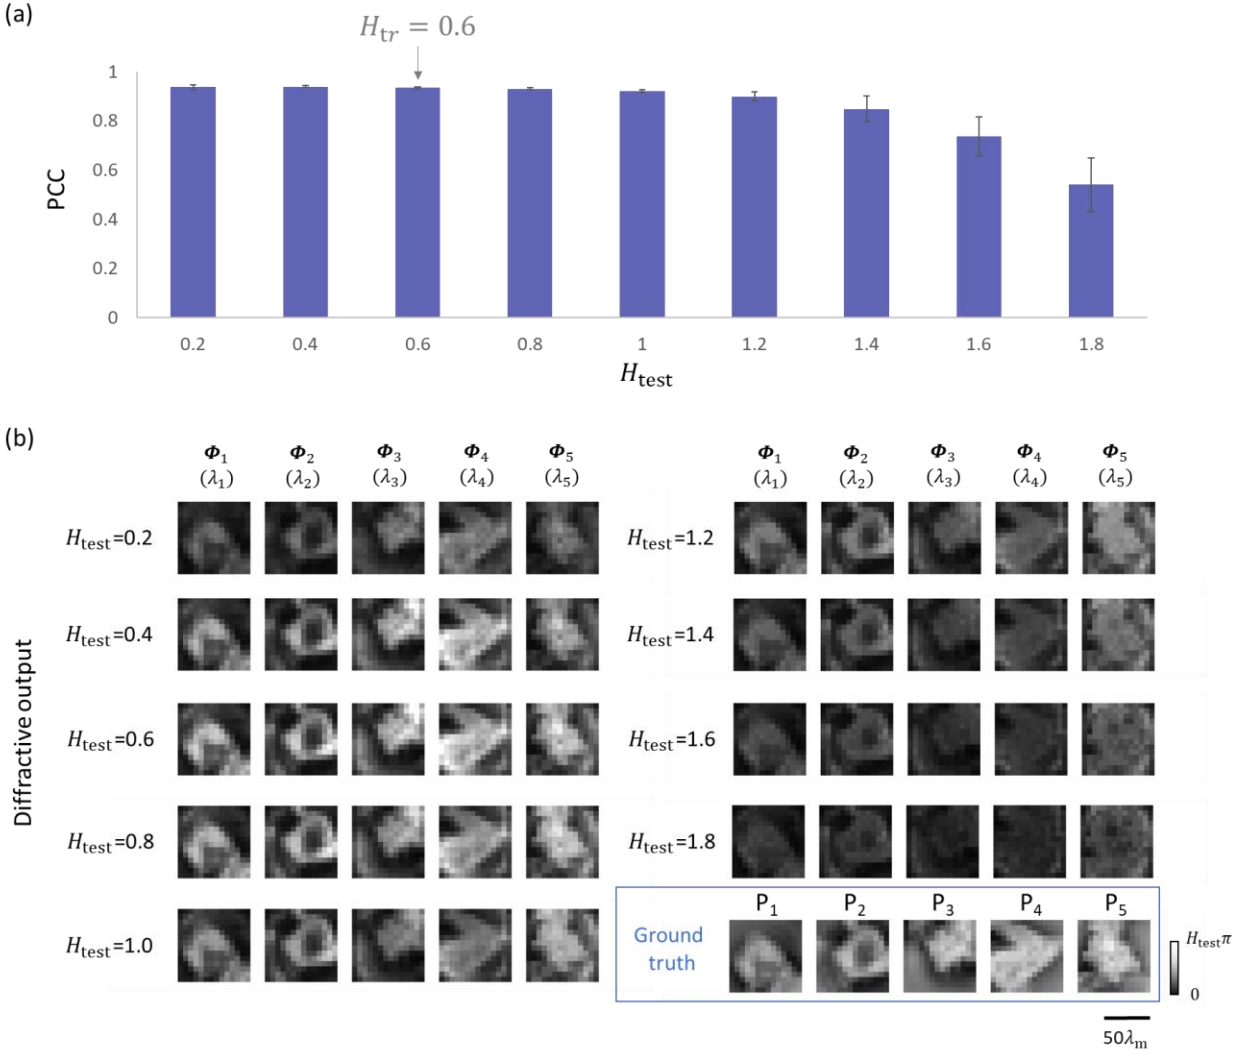 (a)
H_tr = 0.6
1
0.8
0.6
0.4
0.2
0
PCC
0.2 0.4 0.6 0.8 1 1.2 1.4 1.6 1.8
H_test
(b)
Φ₁ Φ₂ Φ₃ Φ₄ Φ₅ Φ₁ Φ₂ Φ₃ Φ₄ Φ₅
(λ₁) (λ₂) (λ₃) (λ₄) (λ₅) (λ₁) (λ₂) (λ₃) (λ₄) (λ₅)
Diffractive output
H_test=0.2 H_test=1.2
H_test=0.4 H_test=1.4
H_test=0.6 H_test=1.6
H_test=0.8 H_test=1.8
H_test=1.0
P₁ P₂ P₃ P₄ P₅
Ground
truth
H_testπ
0
50λ_m